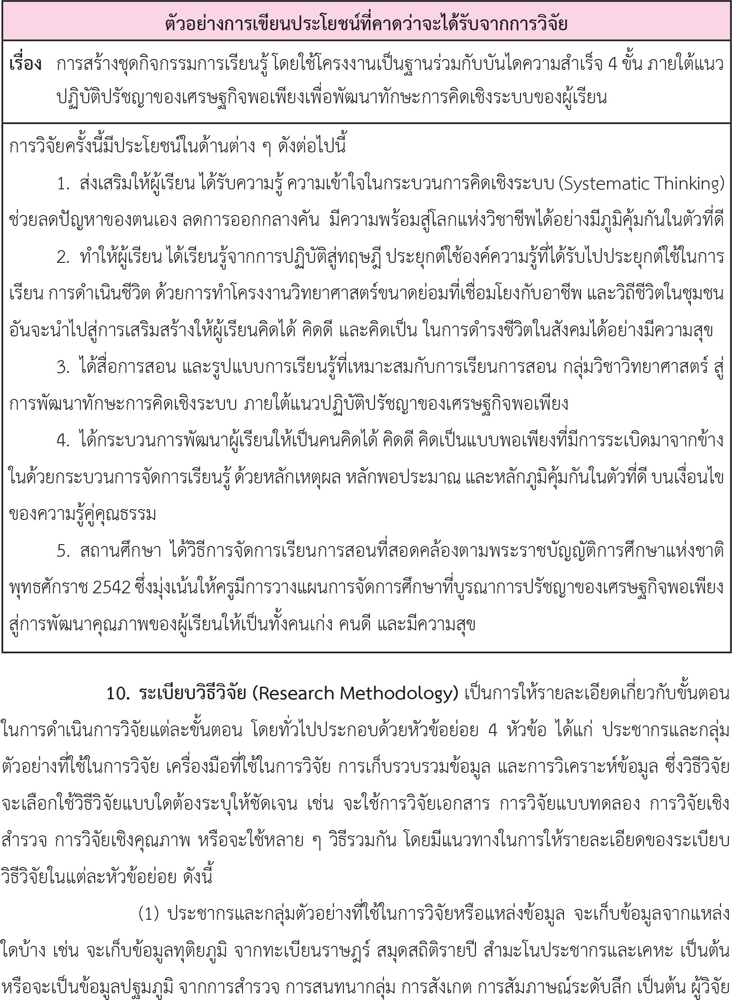 ตัวอย่างการเขียนประโยชน์ที่คาดว่าจะได้รับจากการวิจัย
เรื่อง การสร้างชุดกิจกรรมการเรียนรู้ โดยใช้โครงงานเป็นฐานร่วมกับบันไดความสำเร็จ 4 ขั้น ภายใต้แนว
ปฏิบัติปรัชญาของเศรษฐกิจพอเพียงเพื่อพัฒนาทักษะการคิดเชิงระบบของผู้เรียน
การวิจัยครั้งนี้มีประโยชน์ในด้านต่าง ๆ ดังต่อไปนี้
1. ส่งเสริมให้ผู้เรียน ได้รับความรู้ ความเข้าใจในกระบวนการคิดเชิงระบบ (Systematic Thinking)
ช่วยลดปัญหาของตนเอง ลดการออกกลางคัน มีความพร้อมสู่โลกแห่งวิชาชีพได้อย่างมีภูมิคุ้มกันในตัวที่ดี
2. ทำให้ผู้เรียน ได้เรียนรู้จากการปฏิบัติสู่ทฤษฎี ประยุกต์ใช้องค์ความรู้ที่ได้รับไปประยุกต์ใช้ในการ
เรียน การดำเนินชีวิต ด้วยการทำโครงงานวิทยาศาสตร์ขนาดย่อมที่เชื่อมโยงกับอาชีพ และวิถีชีวิตในชุมชน
อันจะนำไปสู่การเสริมสร้างให้ผู้เรียนคิดได้ คิดดี และคิดเป็น ในการดำรงชีวิตในสังคมได้อย่างมีความสุข
3. ได้สื่อการสอน และรูปแบบการเรียนรู้ที่เหมาะสมกับการเรียนการสอน กลุ่มวิชาวิทยาศาสตร์ สู่
การพัฒนาทักษะการคิดเชิงระบบ ภายใต้แนวปฏิบัติปรัชญาของเศรษฐกิจพอเพียง
4. ได้กระบวนการพัฒนาผู้เรียนให้เป็นคนคิดได้ คิดดี คิดเป็นแบบพอเพียงที่มีการระเบิดมาจากข้าง
ในด้วยกระบวนการจัดการเรียนรู้ ด้วยหลักเหตุผล หลักพอประมาณ และหลักภูมิคุ้มกันในตัวที่ดี บนเงื่อนไข
ของความรู้คู่คุณธรรม
5. สถานศึกษา ได้วิธีการจัดการเรียนการสอนที่สอดคล้องตามพระราชบัญญัติการศึกษาแห่งชาติ
พุทธศักราช 2542 ซึ่งมุ่งเน้นให้ครูมีการวางแผนการจัดการศึกษาที่บูรณาการปรัชญาของเศรษฐกิจพอเพียง
สู่การพัฒนาคุณภาพของผู้เรียนให้เป็นทั้งคนเก่ง คนดี และมีความสุข
10. ระเบียบวิธีวิจัย (Research Methodology) เป็นการให้รายละเอียดเกี่ยวกับขั้นตอน
ในการดำเนินการวิจัยแต่ละขั้นตอน โดยทั่วไปประกอบด้วยหัวข้อย่อย 4 หัวข้อ ได้แก่ ประชากรและกลุ่ม
ตัวอย่างที่ใช้ในการวิจัย เครื่องมือที่ใช้ในการวิจัย การเก็บรวบรวมข้อมูล และการวิเคราะห์ข้อมูล ซึ่งวิธีวิจัย
จะเลือกใช้วิธีวิจัยแบบใดต้องระบุให้ชัดเจน เช่น จะใช้การวิจัยเอกสาร การวิจัยแบบทดลอง การวิจัยเชิง
สำรวจ การวิจัยเชิงคุณภาพ หรือจะใช้หลาย ๆ วิธีรวมกัน โดยมีแนวทางในการให้รายละเอียดของระเบียบ
วิธีวิจัยในแต่ละหัวข้อย่อย ดังนี้
(1) ประชากรและกลุ่มตัวอย่างที่ใช้ในการวิจัยหรือแหล่งข้อมูล จะเก็บข้อมูลจากแหล่ง
ใดบ้าง เช่น จะเก็บข้อมูลทุติยภูมิ จากทะเบียนราษฎร์ สมุดสถิติรายปี สำมะโนประชากรและเคหะ เป็นต้น
หรือจะเป็นข้อมูลปฐมภูมิ จากการสำรวจ การสนทนากลุ่ม การสังเกต การสัมภาษณ์ระดับลึก เป็นต้น ผู้วิจัย